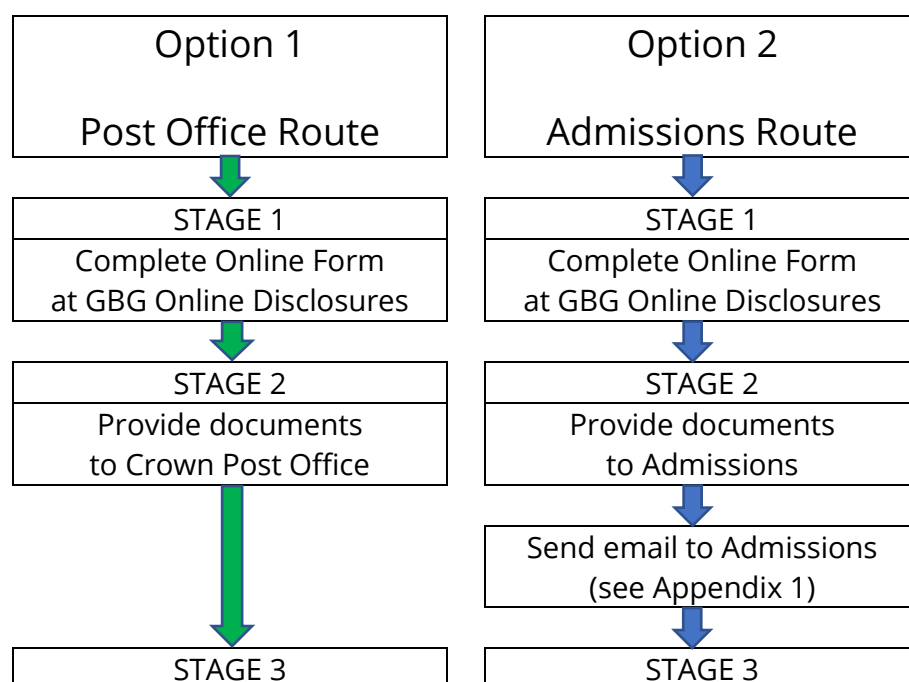 Option 1
Post Office Route
STAGE 1
Complete Online Form
at GBG Online Disclosures
STAGE 2
Provide documents
to Crown Post Office
STAGE 3
Option 2
Admissions Route
STAGE 1
Complete Online Form
at GBG Online Disclosures
STAGE 2
Provide documents
to Admissions
Send email to Admissions
(see Appendix 1)
STAGE 3